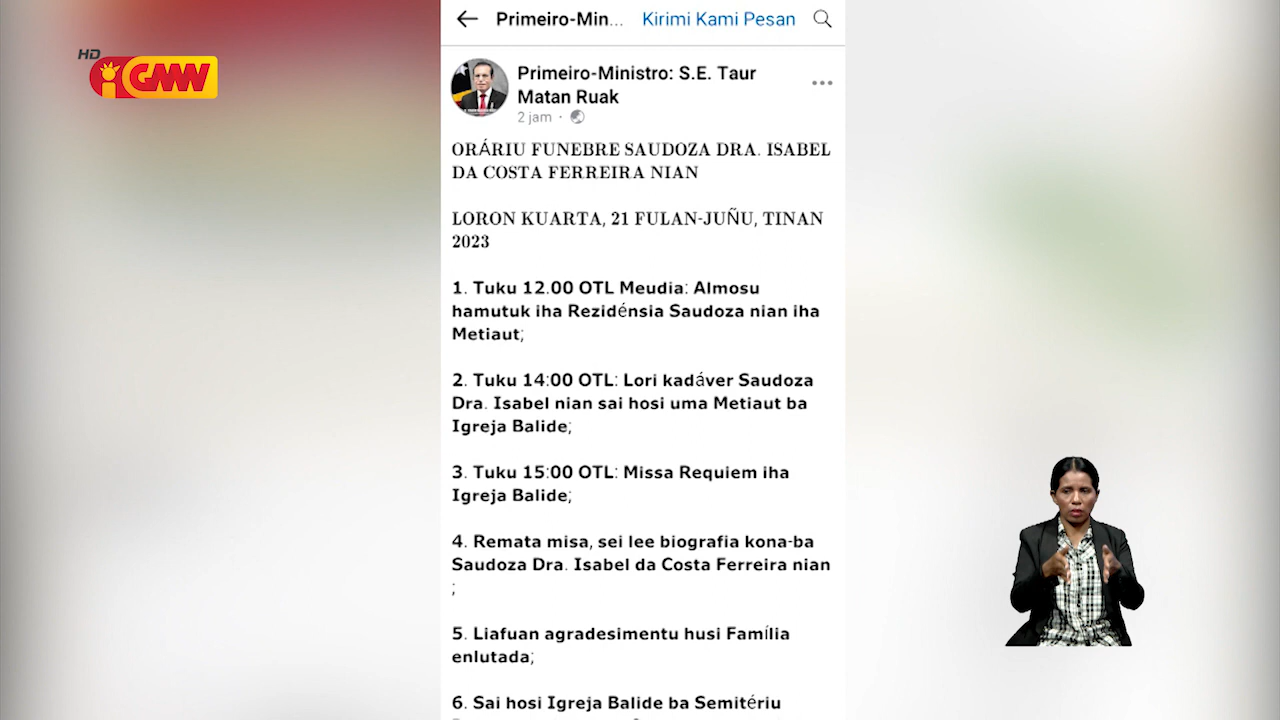 HD
GMN
Primeiro-Min...
Kirimi Kami Pesan
Primeiro-Ministro: S.E. Taur
Matan Ruak
2 jam ·
ORÁRIU FUNEBRE SAUDOZA DRA. ISABEL
DA COSTA FERREIRA NIAN
LORON KUARTA, 21 FULAN-JUÑU, TINAN
2023
1. Tuku 12.00 OTL Meudia: Almosu
hamutuk iha Rezidénsia Saudoza nian iha
Metiaut;
2. Tuku 14:00 OTL: Lori kadáver Saudoza
Dra. Isabel nian sai hosi uma Metiaut ba
Igreja Balide;
3. Tuku 15:00 OTL: Missa Requiem iha
Igreja Balide;
4. Remata misa, sei lee biografia kona-ba
Saudoza Dra. Isabel da Costa Ferreira nian
;
5. Liafuan agradesimentu husi Família
enlutada;
6. Sai hosi Igreja Balide ba Semitériu